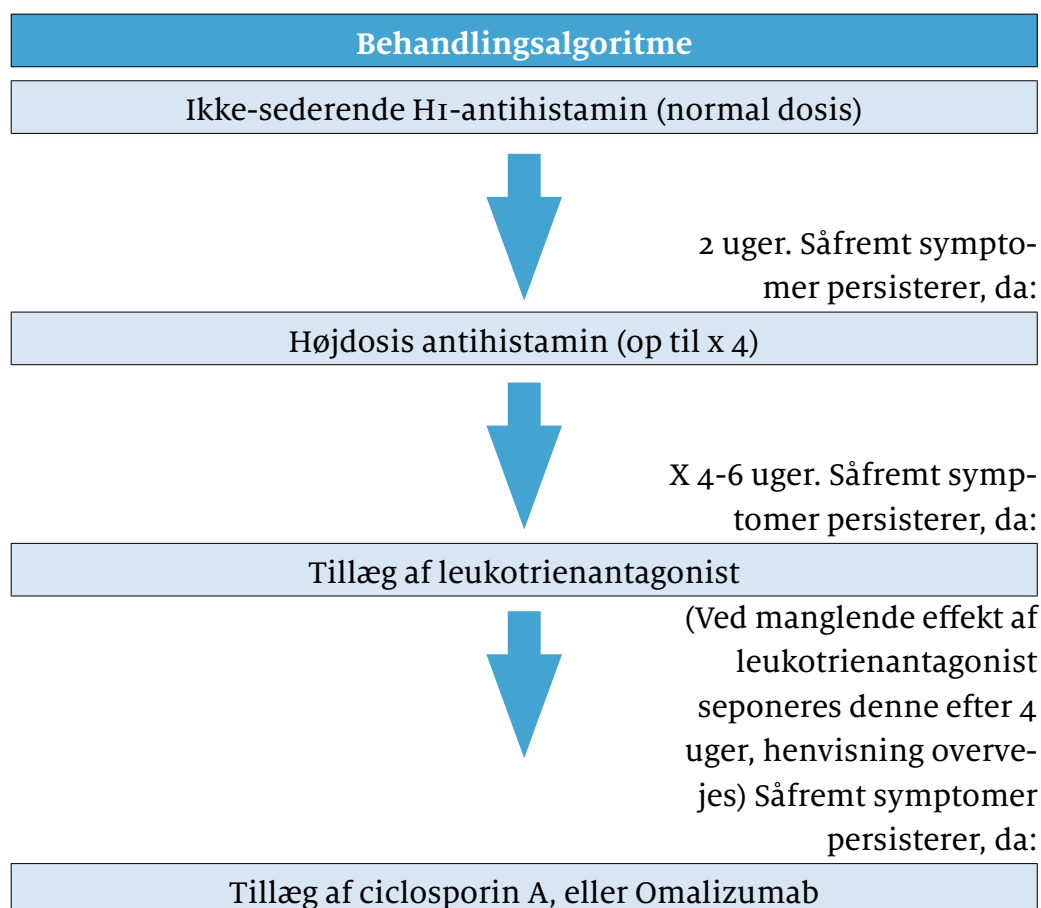 Behandlingsalgoritme
Ikke-sederende H1-antihistamin (normal dosis)
2 uger. Såfremt sympto-
mer persisterer, da:
Højdosis antihistamin (op til x 4)
X 4-6 uger. Såfremt symp-
tomer persisterer, da:
Tillæg af leukotrienantagonist
(Ved manglende effekt af
leukotrienantagonist
seponeres denne efter 4
uger, henvisning overve-
jes) Såfremt symptomer
persisterer, da:
Tillæg af ciclosporin A, eller Omalizumab